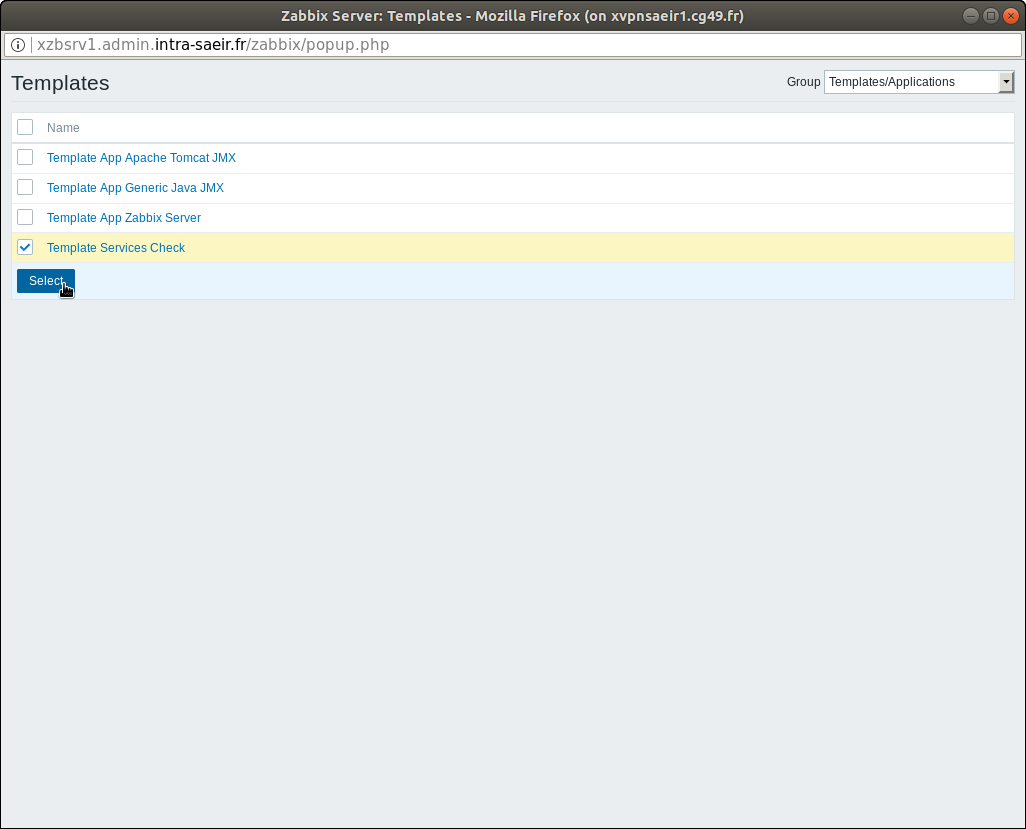 Zabbix Server: Templates - Mozilla Firefox (on xvpnsaeir1.cg49.fr)
xzbsrv1.admin.intra-saeir.fr/zabbix/popup.php
Templates
Group Templates/Applications
Name
Template App Apache Tomcat JMX
Template App Generic Java JMX
Template App Zabbix Server
Template Services Check
Select